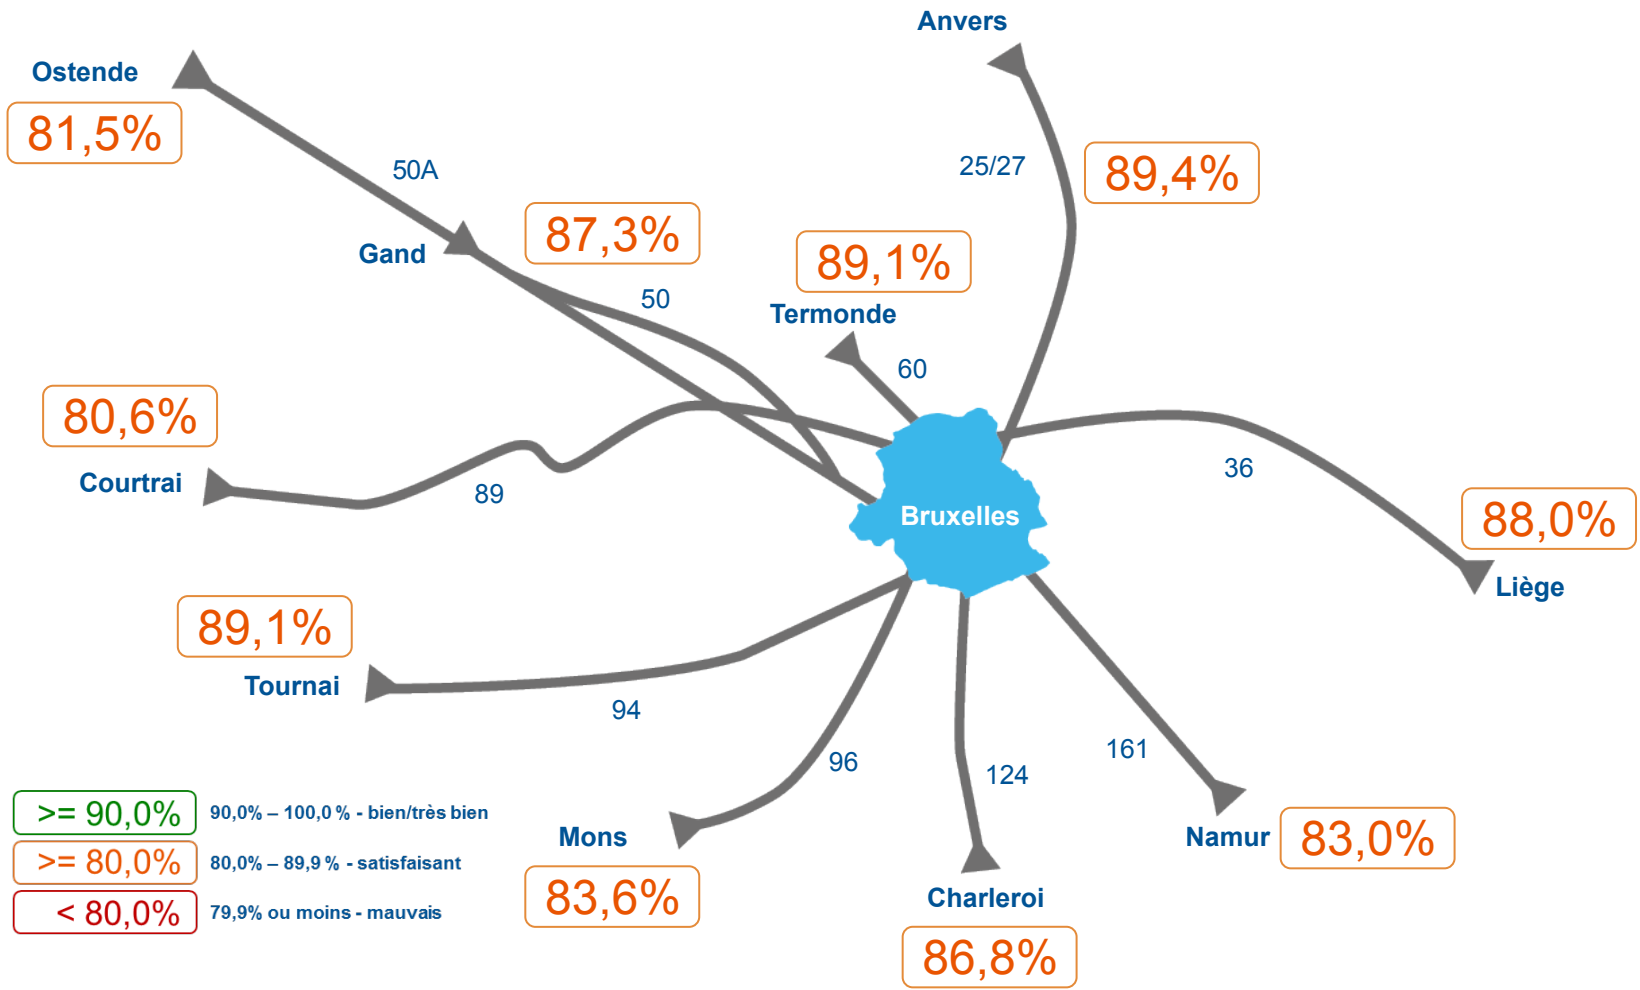 Anvers
Ostende
81,5%
50A
25/27
89,4%
87,3%
Gand
89,1%
50
Termonde
60
80,6%
36
Courtrai
89
88,0%
Bruxelles
Liège
89,1%
Tournai
94
161
96
124
>= 90,0% 90,0% – 100,0 % - bien/très bien
Mons
Namur
83,0%
>= 80,0% 80,0% – 89,9 % - satisfaisant
83,6%
Charleroi
< 80,0% 79,9% ou moins - mauvais
86,8%